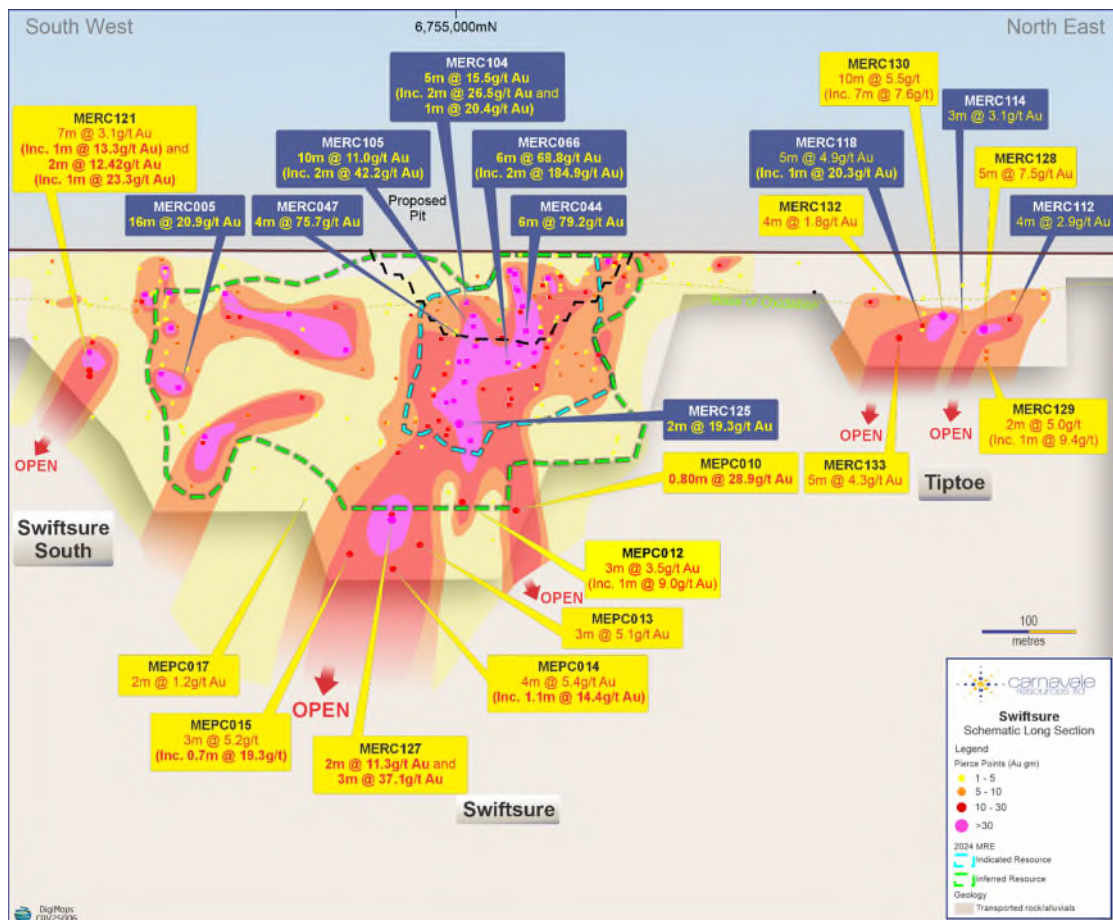 South West
6,755,000mN
North East
MERC104
5m @ 15.5g/t Au
(Inc. 2m @ 26.5g/t Au and
1m @ 20.4g/t Au)
MERC130
10m @ 5.5g/t
(Inc. 7m @ 7.6g/t)
MERC114
3m @ 3.1g/t Au
MERC121
7m @ 3.1g/t Au
(Inc. 1m @ 13.3g/t Au) and
2m @ 12.42g/t Au
(Inc. 1m @ 23.3g/t Au)
MERC105
10m @ 11.0g/t Au
(Inc. 2m @ 42.2g/t Au)
MERC066
6m @ 68.8g/t Au
(Inc. 2m @ 184.9g/t Au)
MERC118
5m @ 4.9g/t Au
(Inc. 1m @ 20.3g/t Au)
MERC128
5m @ 7.5g/t Au
MERC005
16m @ 20.9g/t Au
MERC047
4m @ 75.7g/t Au
Proposed
Pit
MERC044
6m @ 79.2g/t Au
MERC132
4m @ 1.8g/t Au
MERC112
4m @ 2.9g/t Au
Base of Oxidation
MERC125
2m @ 19.3g/t Au
OPEN
OPEN
OPEN
MERC129
2m @ 5.0g/t
(Inc. 1m @ 9.4g/t)
MEPC010
0.80m @ 28.9g/t Au
MERC133
5m @ 4.3g/t Au
Tiptoe
Swiftsure
South
MEPC012
3m @ 3.5g/t Au
(Inc. 1m @ 9.0g/t Au)
OPEN
MEPC013
3m @ 5.1g/t Au
100
metres
MEPC017
2m @ 1.2g/t Au
MEPC014
4m @ 5.4g/t Au
(Inc. 1.1m @ 14.4g/t Au)
OPEN
MEPC015
3m @ 5.2g/t
(Inc. 0.7m @ 19.3g/t)
MERC127
2m @ 11.3g/t Au and
3m @ 37.1g/t Au
Swiftsure
carnavale
resources ltd
Swiftsure
Schematic Long Section
Legend
Pierce Points (Au gm)
1 - 5
5 - 10
10 - 30
>30
2024 MRE
Indicated Resource
Inferred Resource
Geology
Transported rock/alluvials
DigiMaps